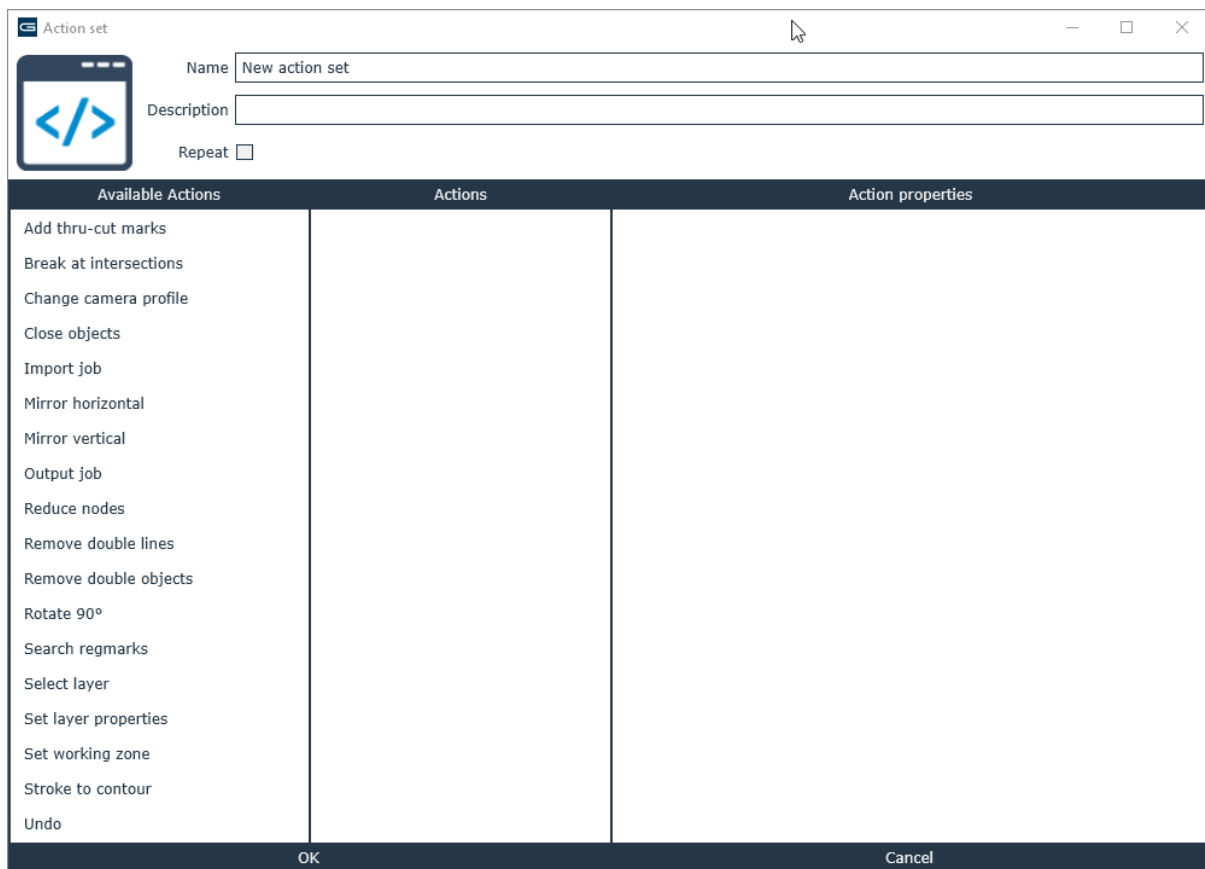 Action set
Name New action set
Description
</>
Repeat
Available Actions Actions Action properties
Add thru-cut marks
Break at intersections
Change camera profile
Close objects
Import job
Mirror horizontal
Mirror vertical
Output job
Reduce nodes
Remove double lines
Remove double objects
Rotate 90°
Search regmarks
Select layer
Set layer properties
Set working zone
Stroke to contour
Undo
OK Cancel